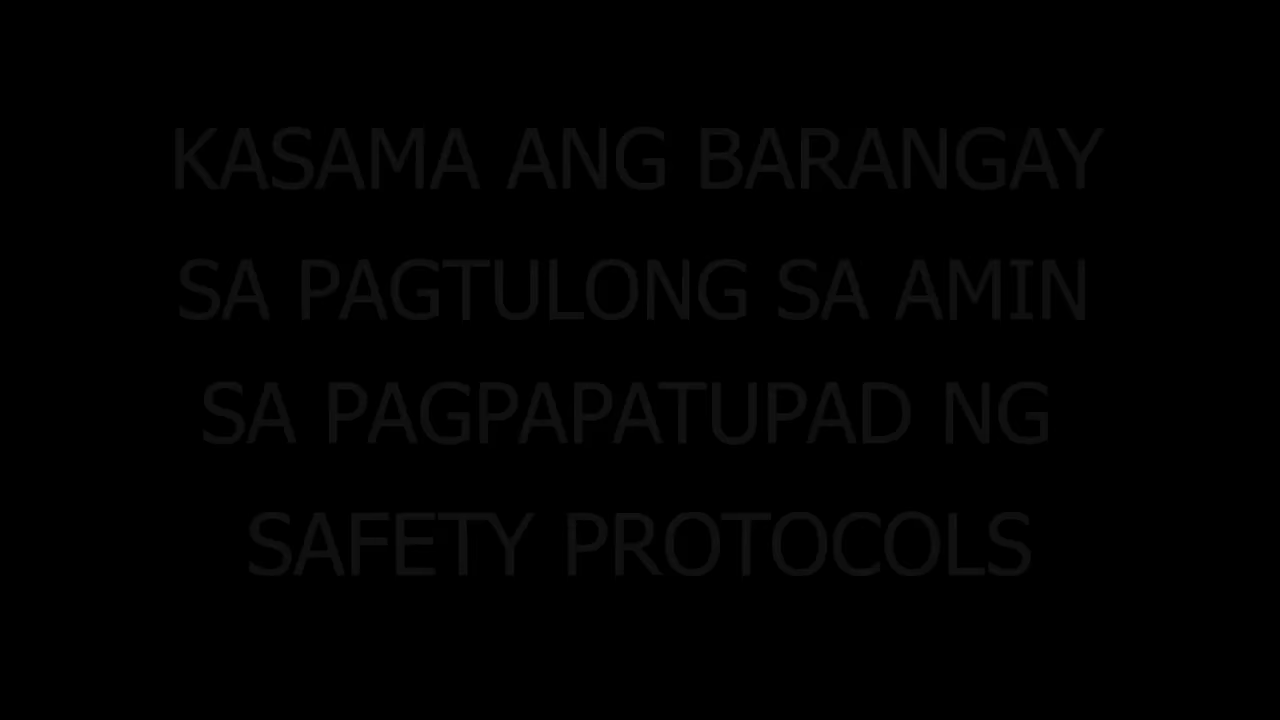 KASAMA ANG BARANGAY
SA PAGTULONG SA AMIN
SA PAGPAPATUPAD NG
SAFETY PROTOCOLS